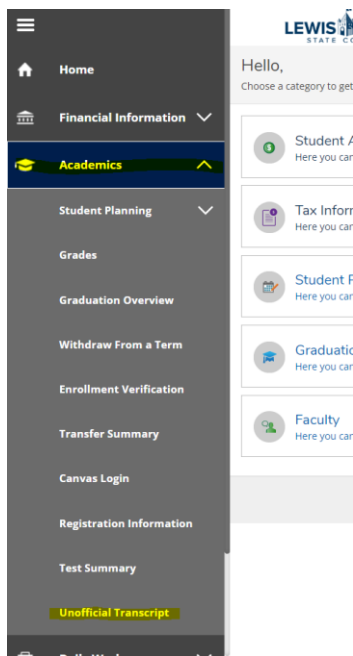 LEWIS
STATE CO
Home
Hello,
Choose a category to get
Financial Information
Student A
Here you can
Academics
Tax Inforr
Here you can
Student Planning
Grades
Student P
Here you can
Graduation Overview
Withdraw From a Term
Graduatio
Here you can
Enrollment Verification
Faculty
Here you can
Transfer Summary
Canvas Login
Registration Information
Test Summary
Unofficial Transcript